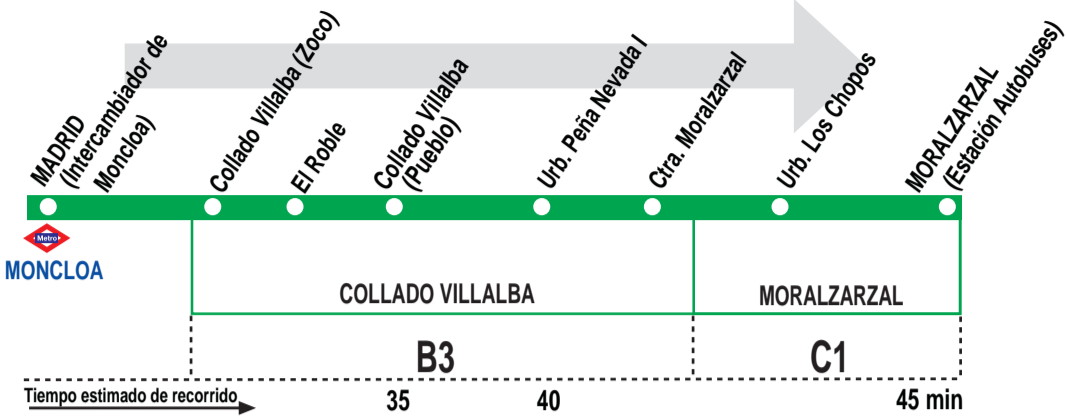 MADRID
(Intercambiador de
Moncloa)
Collado Villalba (Zoco)
El Roble
Collado Villalba
(Pueblo)
Urb. Peña Nevada I
Ctra. Moralzarzal
Urb. Los Chopos
MORALZARZAL
(Estación Autobuses)
Metro
MONCLOA
COLLADO VILLALBA
MORALZARZAL
B3
C1
Tiempo estimado de recorrido
35
40
45 min